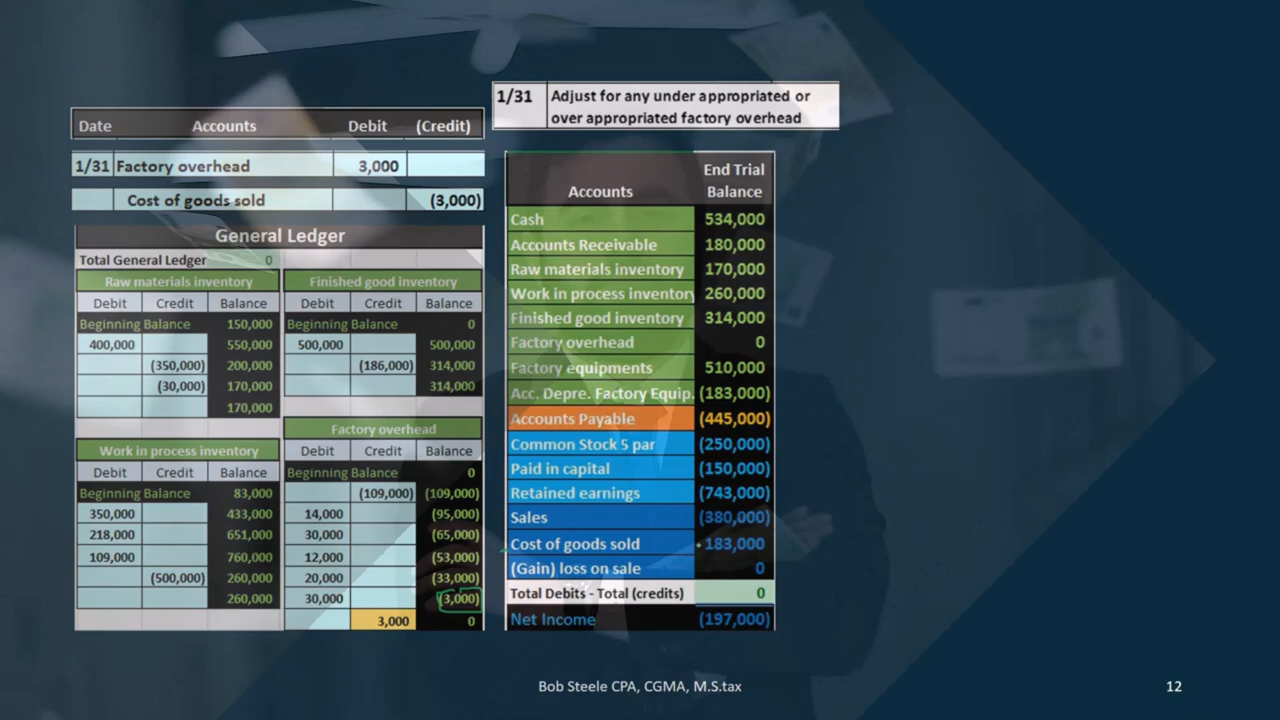 1/31 Adjust for any under appropriated or
over appropriated factory overhead
Date Accounts Debit (Credit)
1/31 Factory overhead 3,000
Cost of goods sold (3,000)
General Ledger
Total General Ledger 0
Raw materials inventory Finished good inventory
Debit Credit Balance Debit Credit Balance
Beginning Balance 150,000 Beginning Balance 0
400,000 550,000 500,000 500,000
(350,000) 200,000 (186,000) 314,000
(30,000) 170,000 314,000
170,000
Factory overhead
Work in process inventory Debit Credit Balance
Debit Credit Balance Beginning Balance 0
Beginning Balance 83,000 (109,000) (109,000)
350,000 433,000 14,000 (95,000)
218,000 651,000 30,000 (65,000)
109,000 760,000 12,000 (53,000)
(500,000) 260,000 20,000 (33,000)
260,000 30,000 (3,000)
3,000 0
End Trial
Accounts Balance
Cash 534,000
Accounts Receivable 180,000
Raw materials inventory 170,000
Work in process inventory 260,000
Finished good inventory 314,000
Factory overhead 0
Factory equipments 510,000
Acc. Depre. Factory Equip. (183,000)
Accounts Payable (445,000)
Common Stock 5 par (250,000)
Paid in capital (150,000)
Retained earnings (743,000)
Sales (380,000)
Cost of goods sold 183,000
(Gain) loss on sale 0
Total Debits - Total (credits) 0
Net Income (197,000)
Bob Steele CPA, CGMA, M.S.tax 12